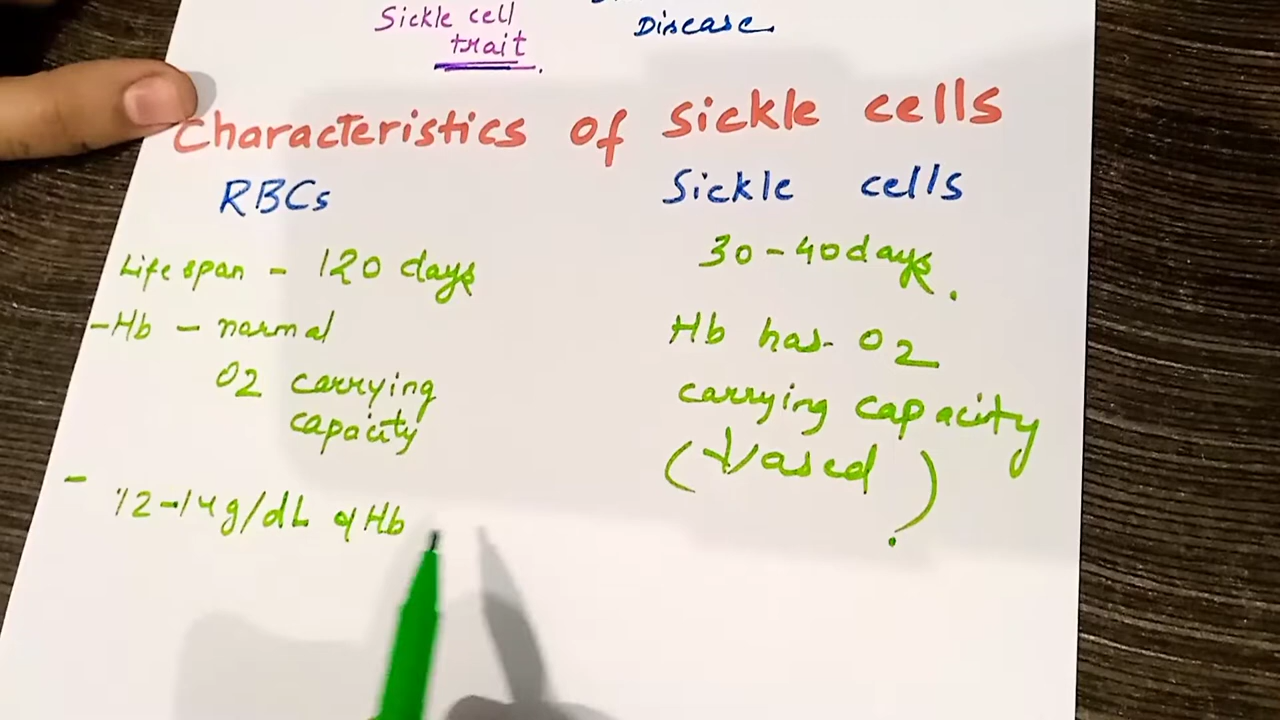 Sickle cell
trait
Disease
Characteristics of sickle cells
RBCs
Sickle cells
Life span - 120 days
30-40 days.
-Hb - normal
O2 carrying
capacity
Hb has O2
carrying capacity
(↓ased)
- 12-14g/dL of Hb